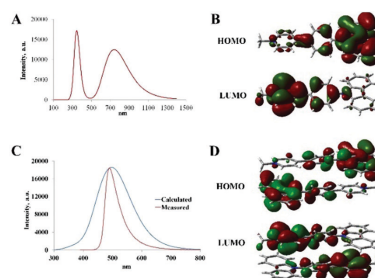 A
B
Intensity, a.u.
20000
15000
10000
5000
0
100 300 500 700 900 1100 1300 1500
nm
HOMO
LUMO
C
D
Intensity, a.u.
20000
16000
12000
8000
4000
0
300 400 500 600 700 800
nm
Calculated
Measored
HOMO
LUMO